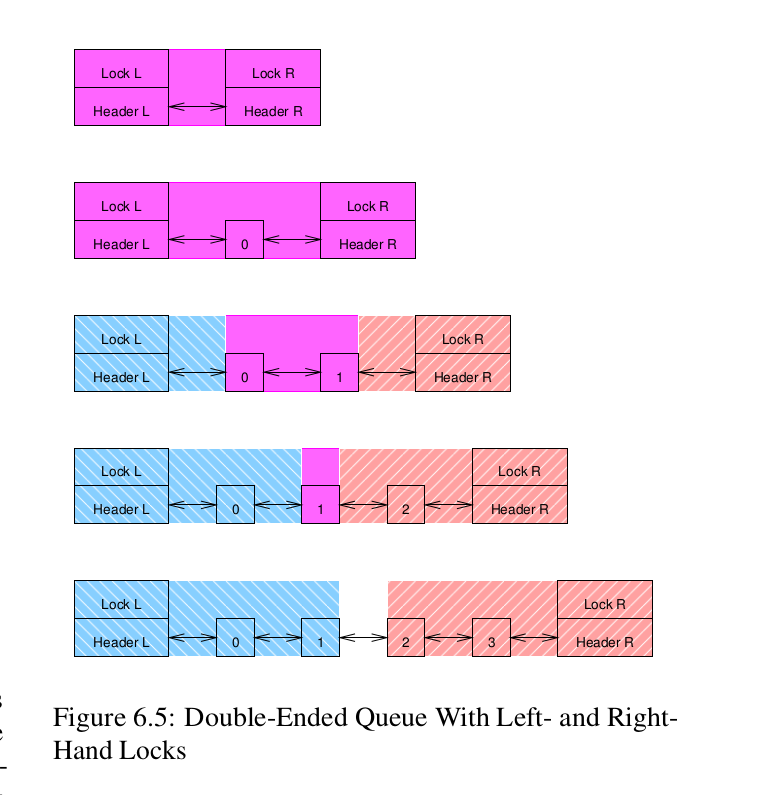 Lock L Lock R
Header L Header R
Lock L Lock R
Header L 0 Header R
Lock L Lock R
Header L 0 1 Header R
Lock L Lock R
Header L 0 1 2 Header R
Lock L Lock R
Header L 0 1 2 3 Header R
s
e
-
Figure 6.5: Double-Ended Queue With Left- and Right-
Hand Locks